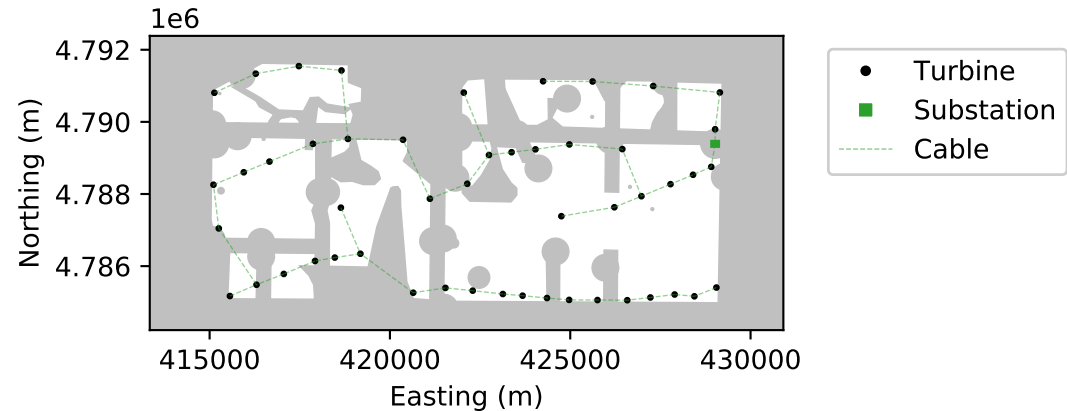 1e6
4.792
4.790
4.788
4.786
Northing (m)
415000 420000 425000 430000
Easting (m)
Turbine
Substation
Cable